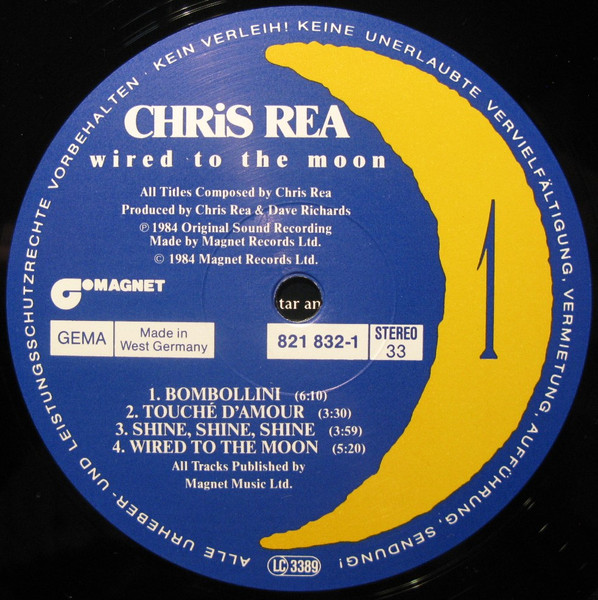 ALLE URHEBER- UND LEISTUNGSSCHUTZRECHTE VORBEHALTEN · KEIN VERLEIH! KEINE UNERLAUBTE VERVIELFÄLTIGUNG, VERMIETUNG, AUFFÜHRUNG, SENDUNG!
CHRiS REA
wired to the moon
All Titles Composed by Chris Rea
Produced by Chris Rea & Dave Richards
℗ 1984 Original Sound Recording
Made by Magnet Records Ltd.
© 1984 Magnet Records Ltd.
1
MAGNET
tar an
GEMA
Made in
West Germany
821 832-1
STEREO
33
1. BOMBOLLINI (6:10)
2. TOUCHÉ D'AMOUR (3:30)
3. SHINE, SHINE, SHINE (3:59)
4. WIRED TO THE MOON (5:20)
All Tracks Published by
Magnet Music Ltd.
LC 3389